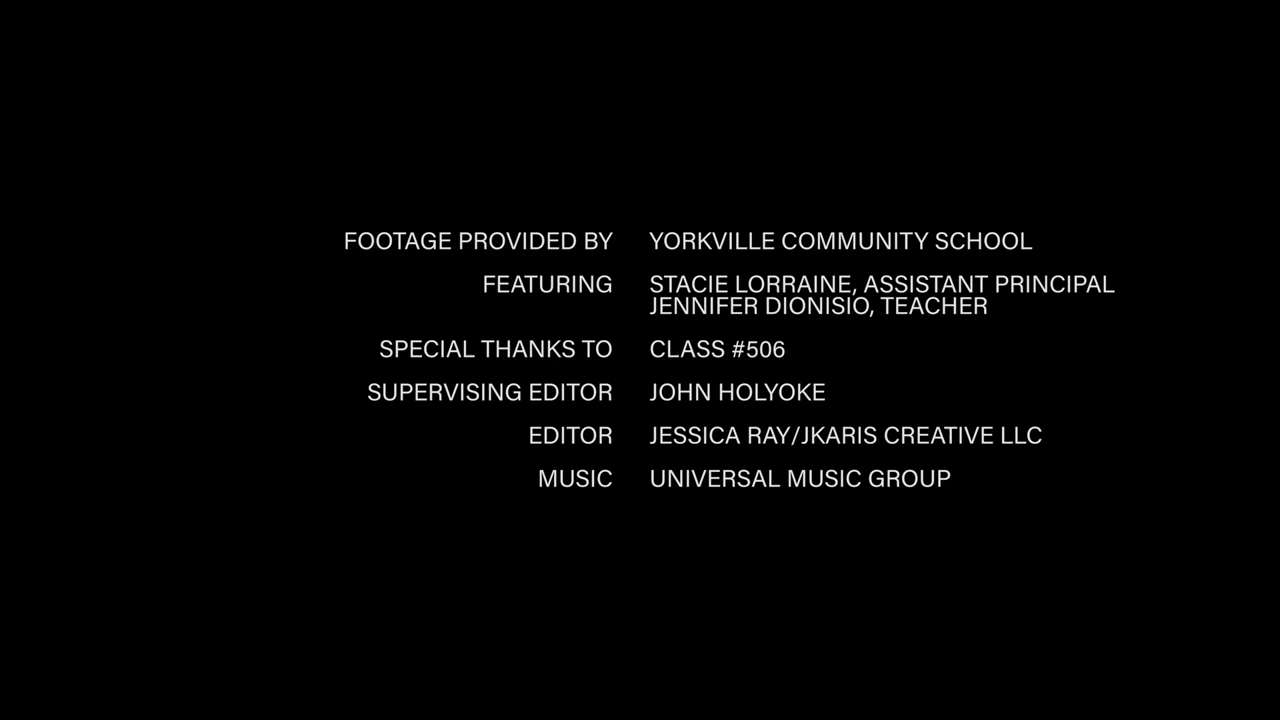 FOOTAGE PROVIDED BY YORKVILLE COMMUNITY SCHOOL
FEATURING STACIE LORRAINE, ASSISTANT PRINCIPAL
JENNIFER DIONISIO, TEACHER
SPECIAL THANKS TO CLASS #506
SUPERVISING EDITOR JOHN HOLYOKE
EDITOR JESSICA RAY/JKARIS CREATIVE LLC
MUSIC UNIVERSAL MUSIC GROUP